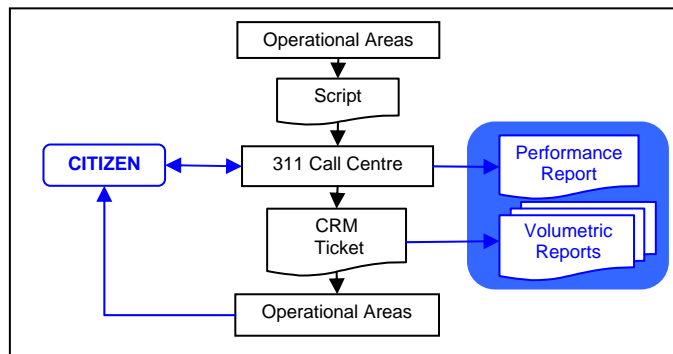 Operational Areas
Script
CITIZEN
311 Call Centre
Performance
Report
CRM
Ticket
Volumetric
Reports
Operational Areas